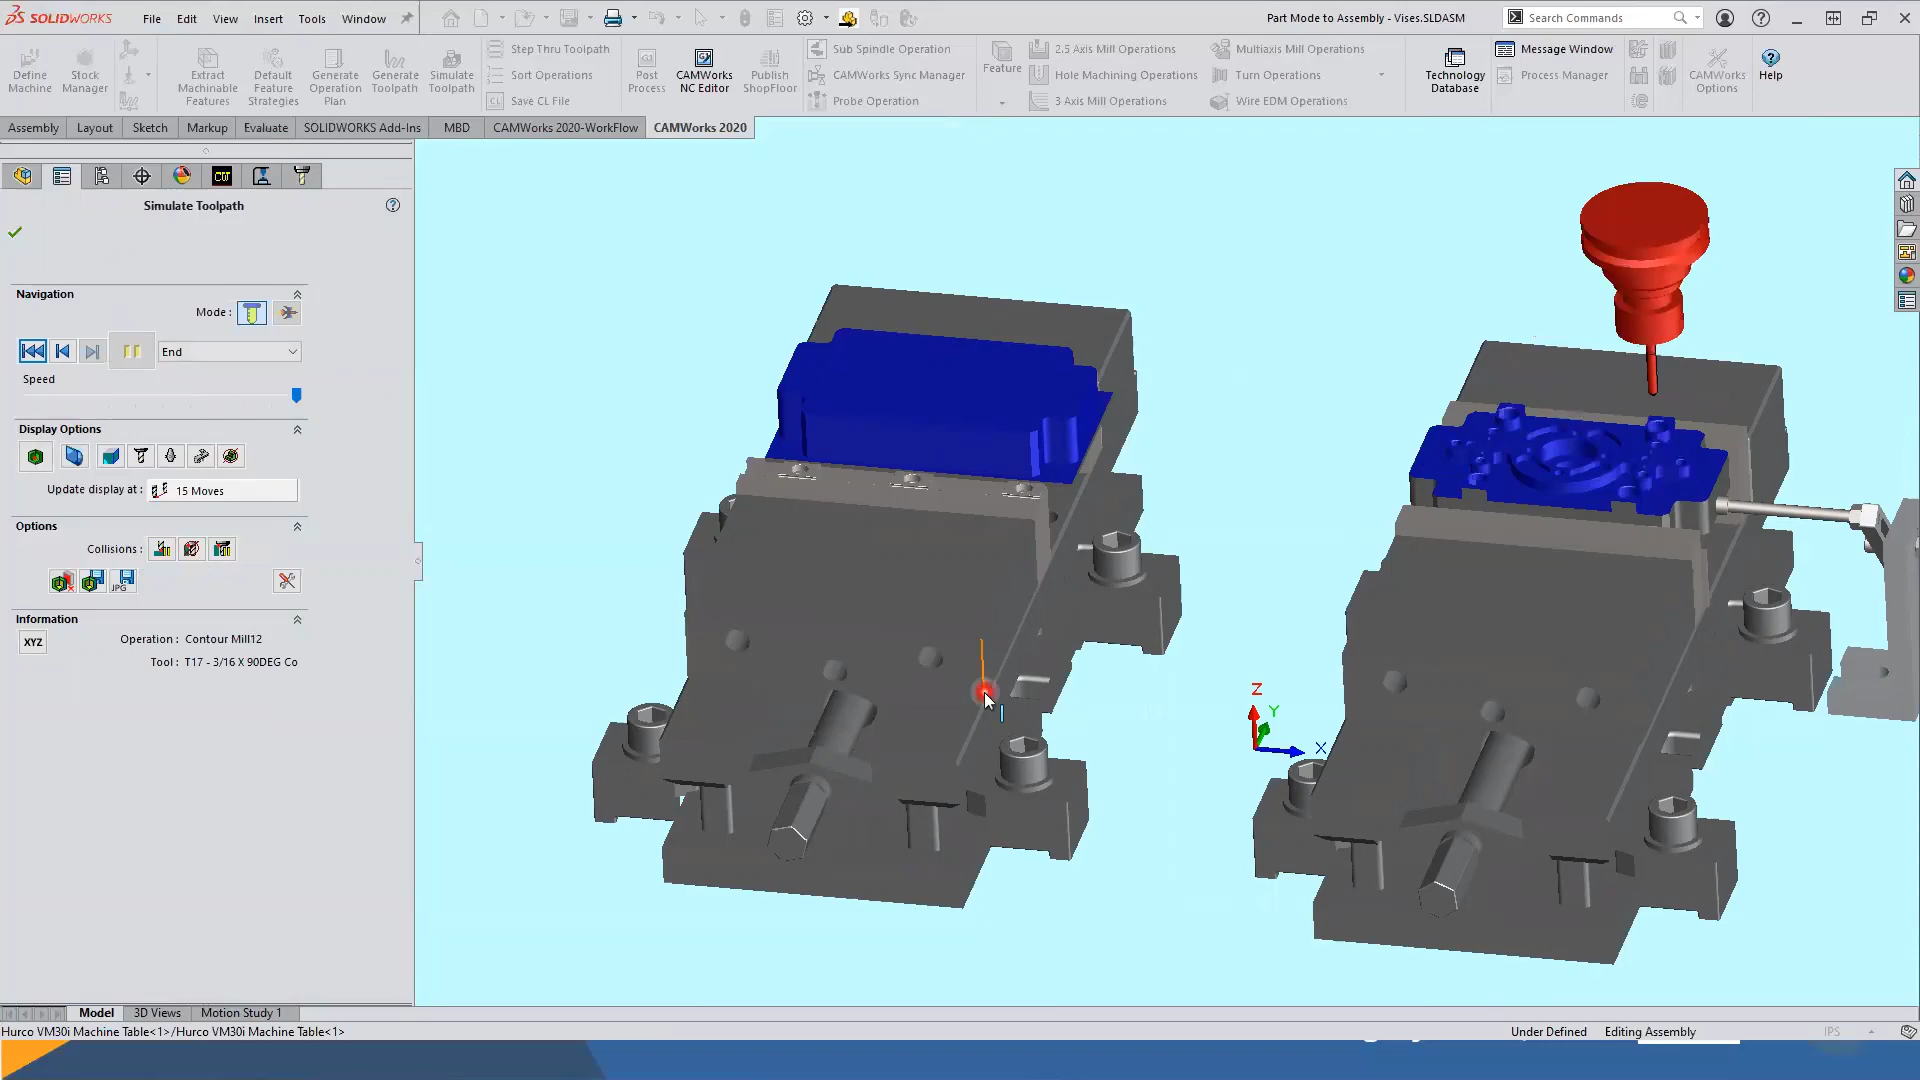 SOLIDWORKS File Edit View Insert Tools Window
Part Mode to Assembly - Vises.SLDASM
Search Commands
Define Machine
Stock Manager
Extract Machinable Features
Default Feature Strategies
Generate Operation Plan
Generate Toolpath
Simulate Toolpath
Step Thru Toolpath
Sort Operations
Save CL File
Post Process
CAMWorks NC Editor
Publish ShopFloor
Sub Spindle Operation
CAMWorks Sync Manager
Probe Operation
Feature
2.5 Axis Mill Operations
Hole Machining Operations
3 Axis Mill Operations
Multiaxis Mill Operations
Turn Operations
Wire EDM Operations
Technology Database
Message Window
Process Manager
CAMWorks Options
Help
Assembly Layout Sketch Markup Evaluate SOLIDWORKS Add-Ins MBD CAMWorks 2020-WorkFlow CAMWorks 2020
CW
Simulate Toolpath
Navigation
Mode :
End
Speed
Display Options
Update display at : 15 Moves
Options
Collisions :
JPG
Information
XYZ
Operation : Contour Mill12
Tool : T17 - 3/16 X 90DEG Co
Z
Y
X
Model 3D Views Motion Study 1
Hurco VM30i Machine Table<1>/Hurco VM30i Machine Table<1>
Under Defined Editing Assembly IPS